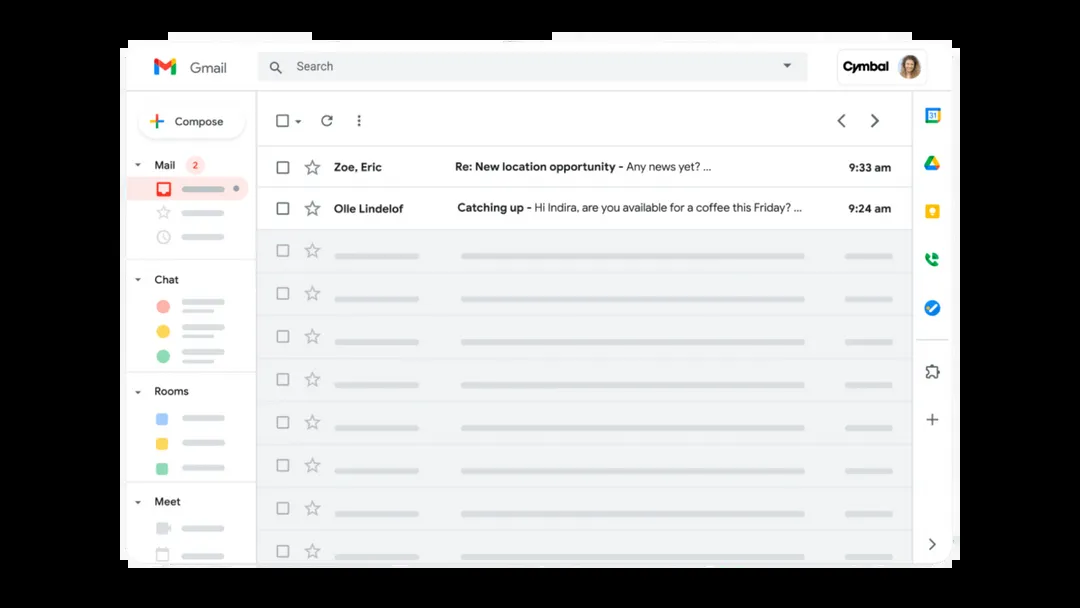 Gmail
Search
Cymbal
Compose
Mail 2
Zoe, Eric Re: New location opportunity - Any news yet? ... 9:33 am
Olle Lindelof Catching up - Hi Indira, are you available for a coffee this Friday? ... 9:24 am
Chat
Rooms
Meet
31